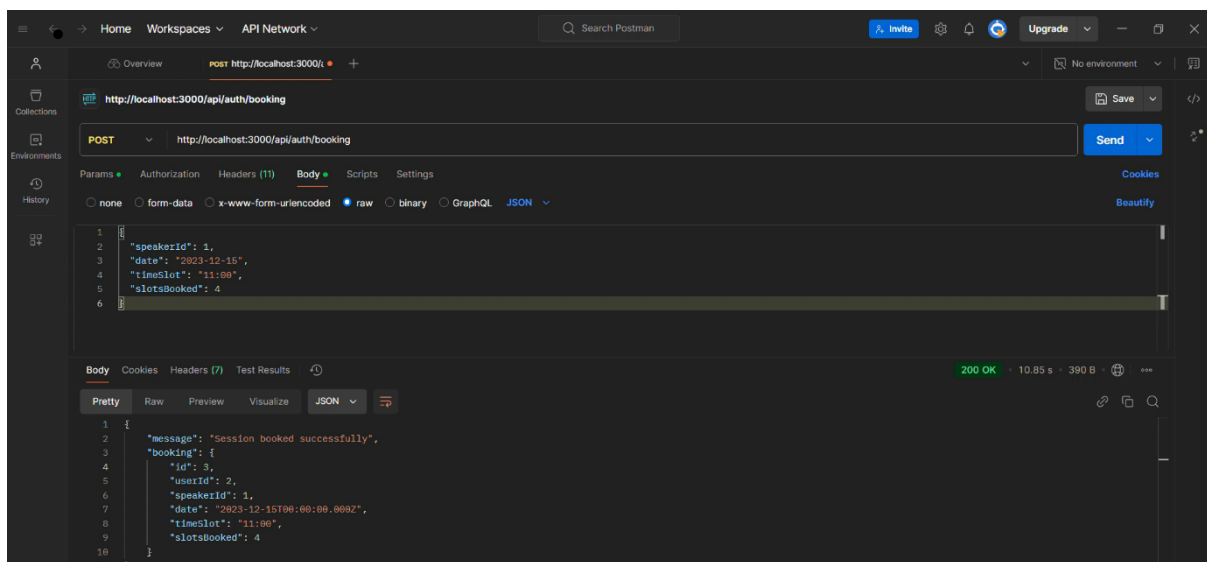 Home Workspaces API Network Search Postman Invite Upgrade
Overview POST http://localhost:3000/ No environment
HTTP http://localhost:3000/api/auth/booking Save
Collections
POST http://localhost:3000/api/auth/booking Send
Environments
Params Authorization Headers (11) Body Scripts Settings Cookies
History
none form-data x-www-form-urlencoded raw binary GraphQL JSON Beautify
1 {
2 "speakerId": 1,
3 "date": "2023-12-15",
4 "timeSlot": "11:00",
5 "slotsBooked": 4
6 }
Body Cookies Headers (7) Test Results 200 OK 10.85 s 390 B
Pretty Raw Preview Visualize JSON
1 {
2 "message": "Session booked successfully",
3 "booking": {
4 "id": 3,
5 "userId": 2,
6 "speakerId": 1,
7 "date": "2023-12-15T00:00:00.000Z",
8 "timeSlot": "11:00",
9 "slotsBooked": 4
10 }